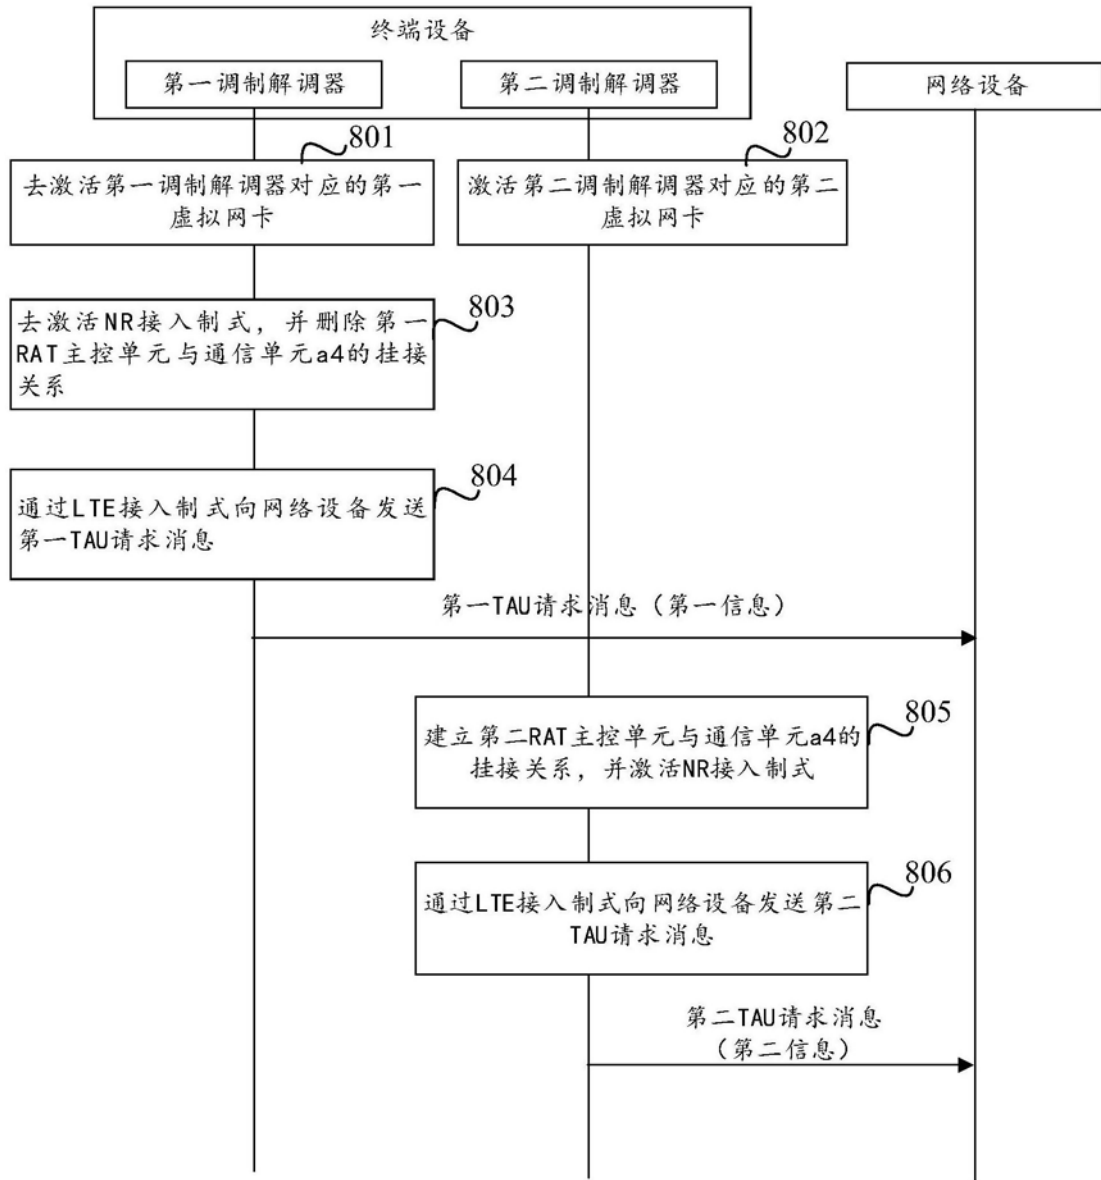 终端设备
第一调制解调器
第二调制解调器
网络设备
801
去激活第一调制解调器对应的第一
虚拟网卡
802
激活第二调制解调器对应的第二
虚拟网卡
803
去激活NR接入制式，并删除第一
RAT主控单元与通信单元a4的挂接
关系
804
通过LTE接入制式向网络设备发送
第一TAU请求消息
第一TAU请求消息（第一信息）
805
建立第二RAT主控单元与通信单元a4的
挂接关系，并激活NR接入制式
806
通过LTE接入制式向网络设备发送第二
TAU请求消息
第二TAU请求消息
（第二信息）